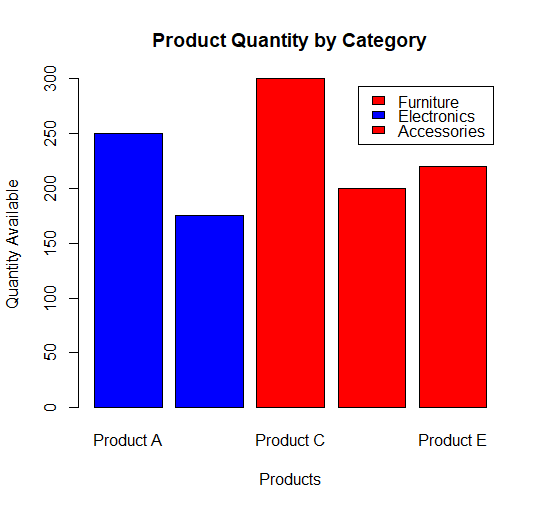 Product Quantity by Category
Furniture
Electronics
Accessories
300
250
200
150
100
50
0
Quantity Available
Product A
Product C
Product E
Products